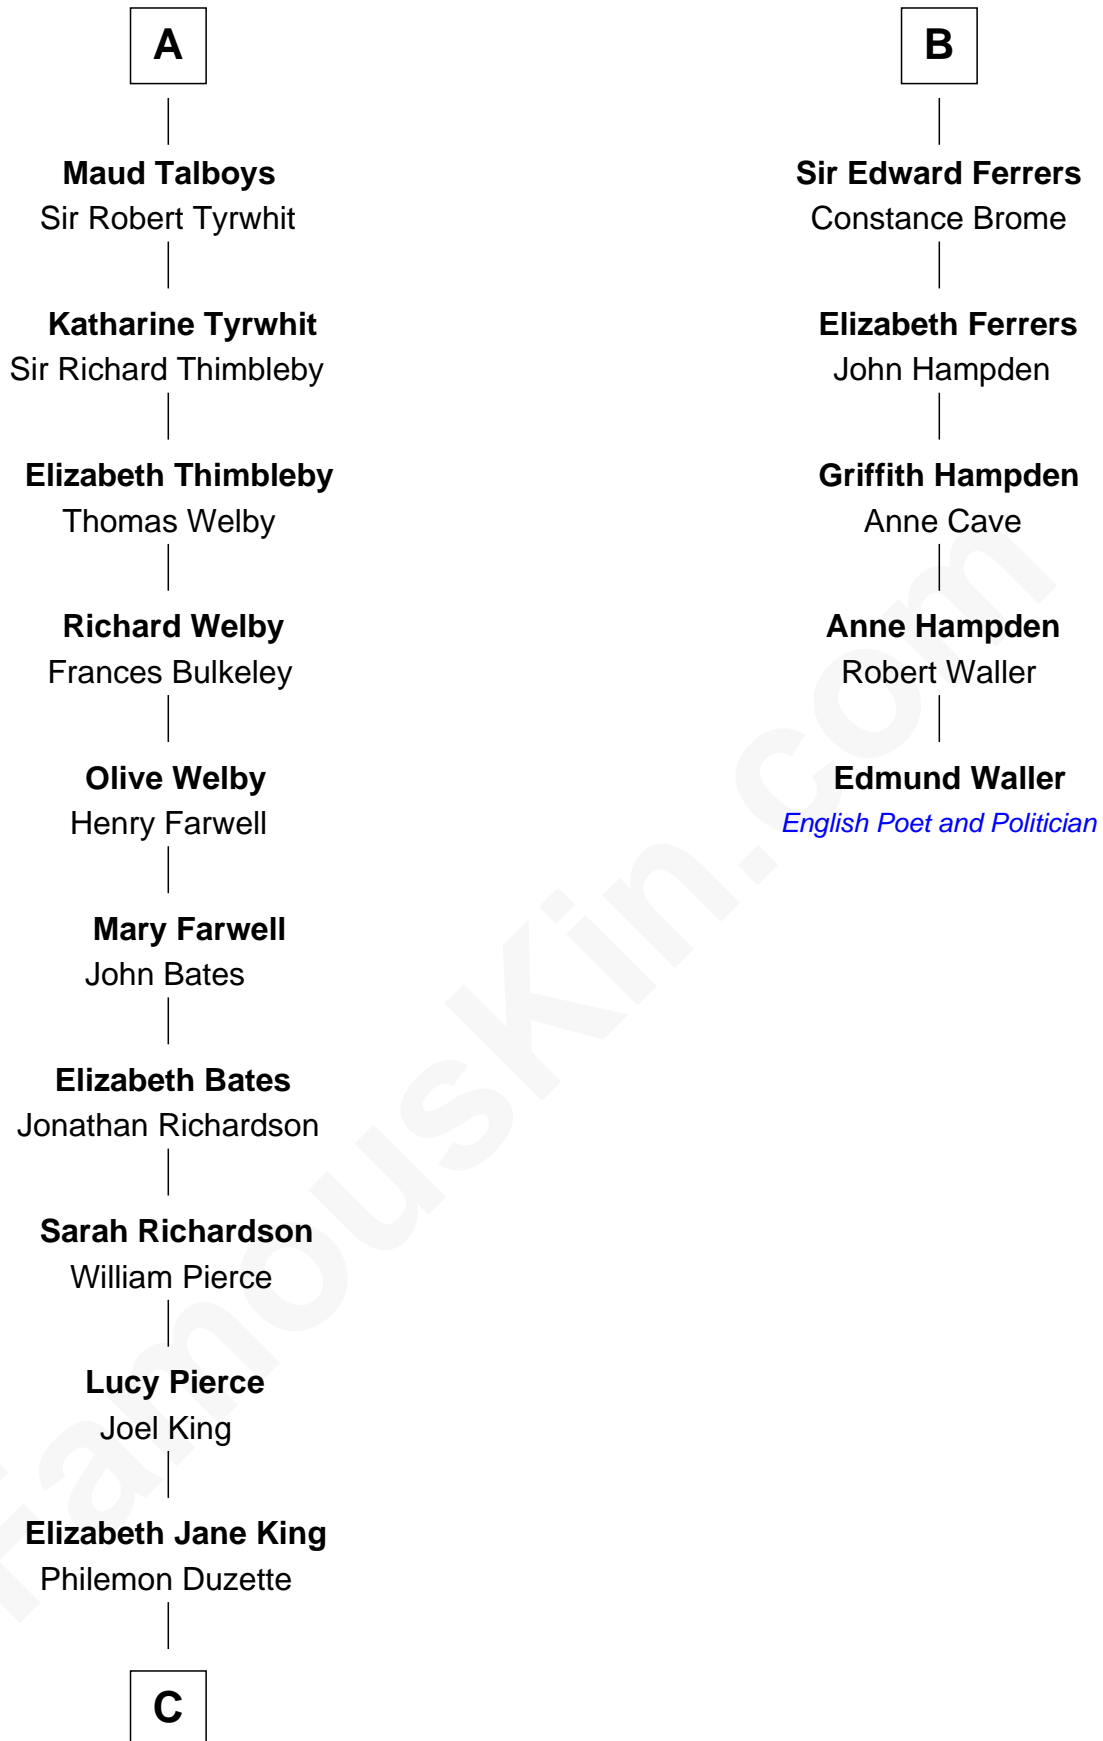 A
Maud Talboys
Sir Robert Tyrwhit
Katharine Tyrwhit
Sir Richard Thimbleby
Elizabeth Thimbleby
Thomas Welby
Richard Welby
Frances Bulkeley
Olive Welby
Henry Farwell
Mary Farwell
John Bates
Elizabeth Bates
Jonathan Richardson
Sarah Richardson
William Pierce
Lucy Pierce
Joel King
Elizabeth Jane King
Philemon Duzette
C
B
Sir Edward Ferrers
Constance Brome
Elizabeth Ferrers
John Hampden
Griffith Hampden
Anne Cave
Anne Hampden
Robert Waller
Edmund Waller
English Poet and Politician
FamousKin.com